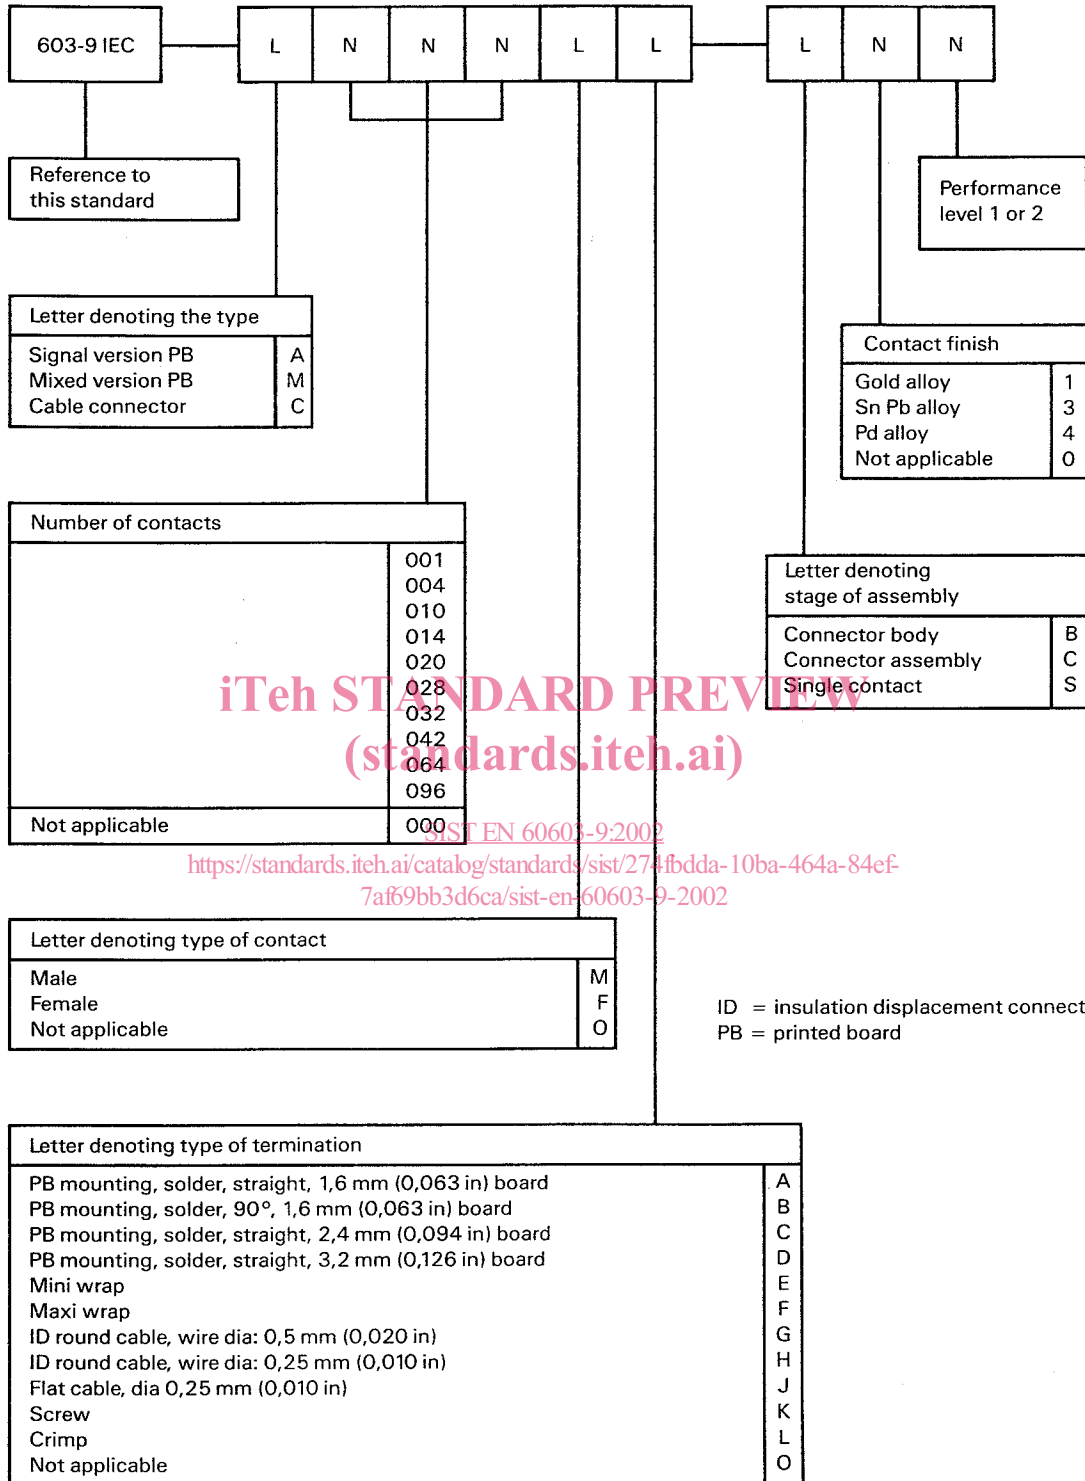 603-9 IEC L N N N L L L N N
Reference to
this standard
Performance
level 1 or 2
Letter denoting the type
Signal version PB A
Mixed version PB M
Cable connector C
Contact finish
Gold alloy 1
Sn Pb alloy 3
Pd alloy 4
Not applicable 0
Number of contacts
001
004
010
014
020
028
032
042
064
096
Not applicable 000
Letter denoting
stage of assembly
Connector body B
Connector assembly C
Single contact S
iTeh STANDARD PREVIEW
(standards.iteh.ai)
SIST EN 60603-9:2002
https://standards.iteh.ai/catalog/standards/sist/274fbdda-10ba-464a-84ef-
7af69bb3d6ca/sist-en-60603-9-2002
Letter denoting type of contact
Male M
Female F
Not applicable O
ID = insulation displacement connect
PB = printed board
Letter denoting type of termination
PB mounting, solder, straight, 1,6 mm (0,063 in) board A
PB mounting, solder, 90°, 1,6 mm (0,063 in) board B
PB mounting, solder, straight, 2,4 mm (0,094 in) board C
PB mounting, solder, straight, 3,2 mm (0,126 in) board D
Mini wrap E
Maxi wrap F
ID round cable, wire dia: 0,5 mm (0,020 in) G
ID round cable, wire dia: 0,25 mm (0,010 in) H
Flat cable, dia 0,25 mm (0,010 in) J
Screw K
Crimp L
Not applicable O